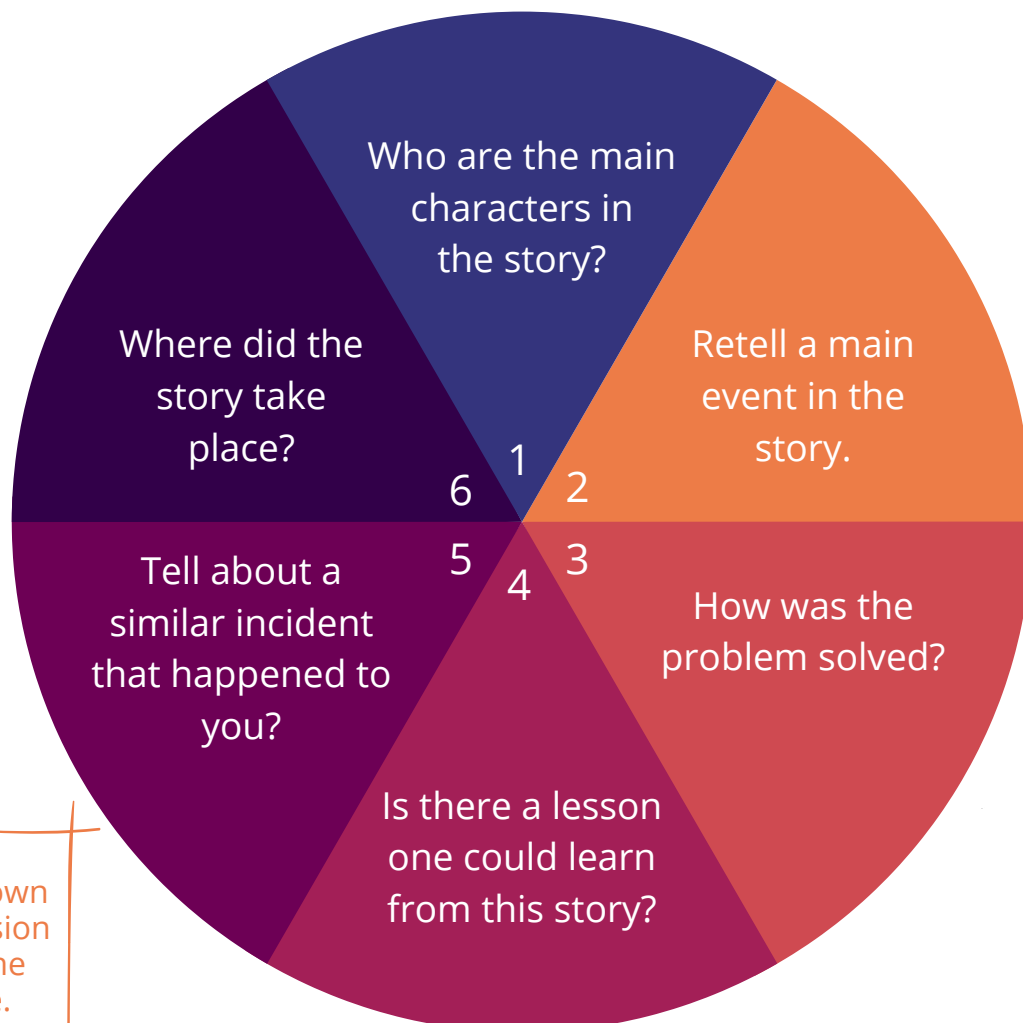 Who are the main
characters in
the story?
1
Retell a main
event in the
story.
2
How was the
problem solved?
3
Is there a lesson
one could learn
from this story?
4
Tell about a
similar incident
that happened to
you?
5
Where did the
story take
place?
6